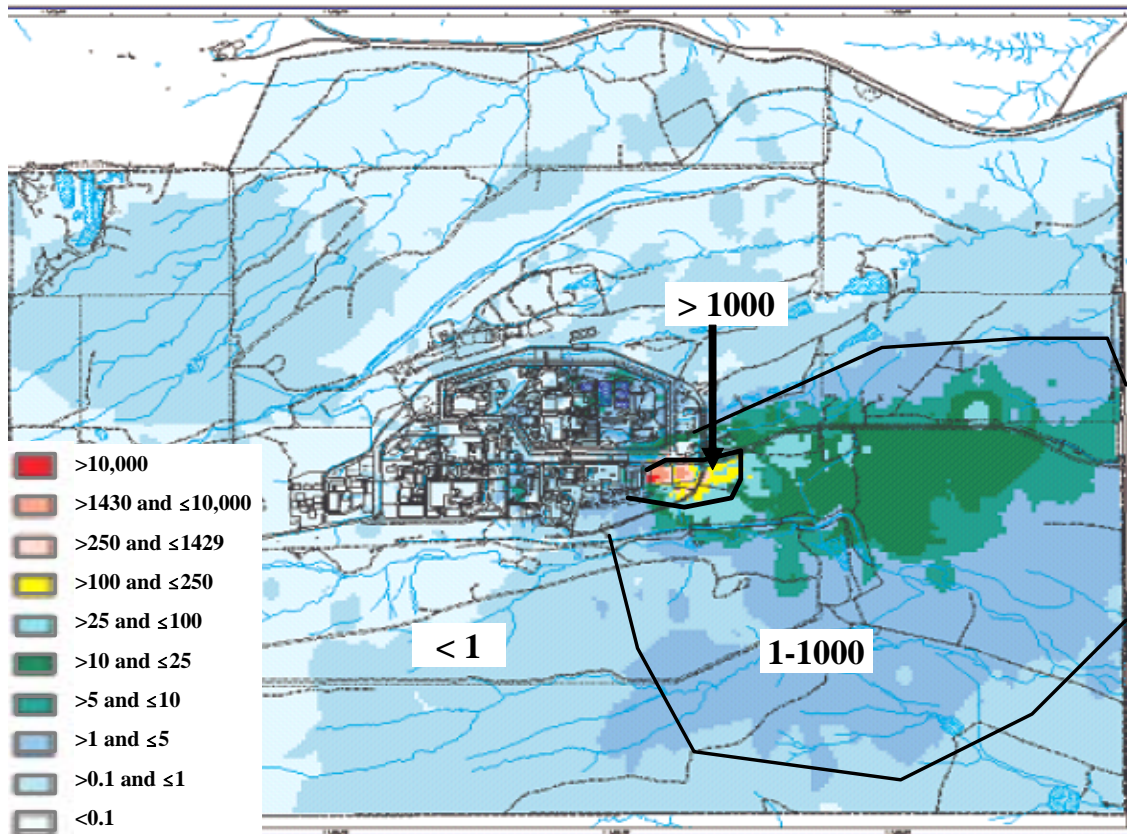 > 1000
< 1
1-1000
>10,000
>1430 and ≤10,000
>250 and ≤1429
>100 and ≤250
>25 and ≤100
>10 and ≤25
>5 and ≤10
>1 and ≤5
>0.1 and ≤1
<0.1